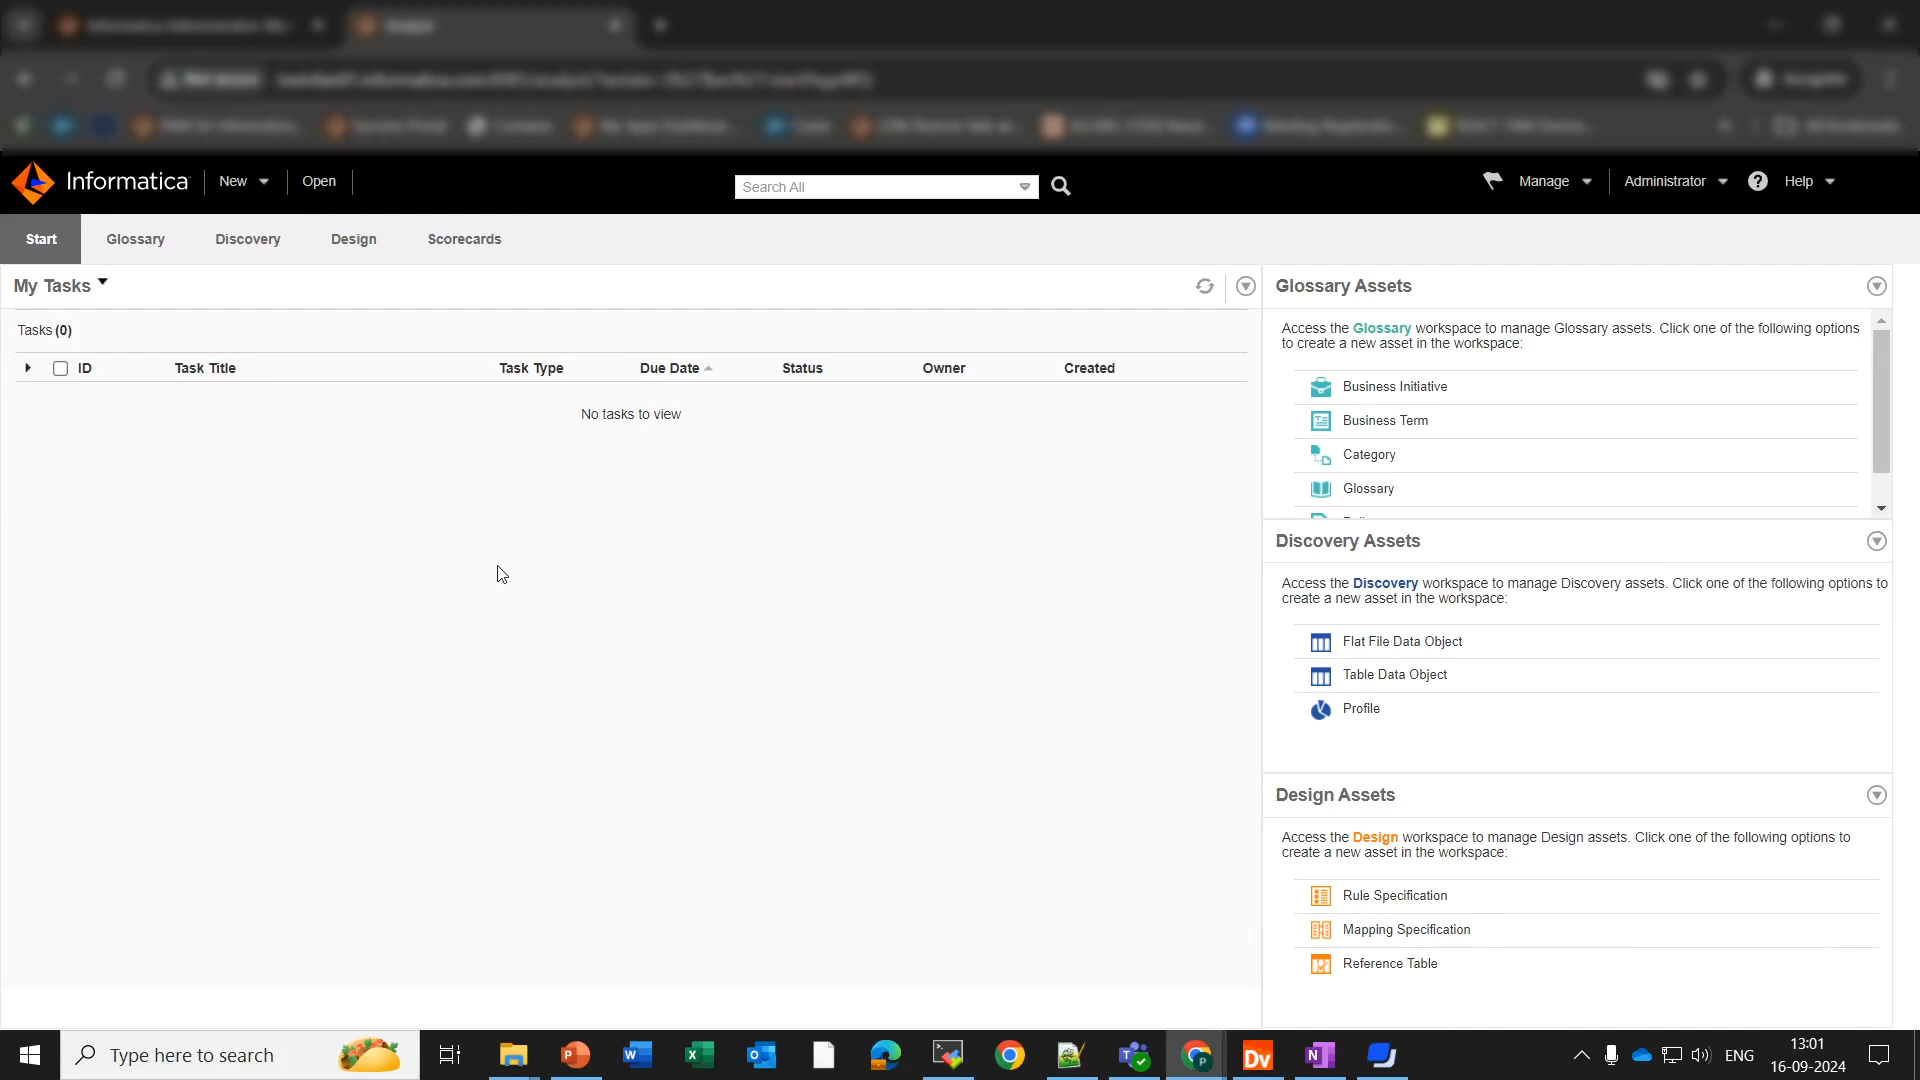 Informatica
New
Open
Search All
Manage
Administrator
Help
Start
Glossary
Discovery
Design
Scorecards
My Tasks
Tasks (0)
ID
Task Title
Task Type
Due Date
Status
Owner
Created
No tasks to view
Glossary Assets
Access the Glossary workspace to manage Glossary assets. Click one of the following options
to create a new asset in the workspace:
Business Initiative
Business Term
Category
Glossary
Discovery Assets
Access the Discovery workspace to manage Discovery assets. Click one of the following options to
create a new asset in the workspace:
Flat File Data Object
Table Data Object
Profile
Design Assets
Access the Design workspace to manage Design assets. Click one of the following options to
create a new asset in the workspace:
Rule Specification
Mapping Specification
Reference Table
Type here to search
Dv
ENG
13:01
16-09-2024